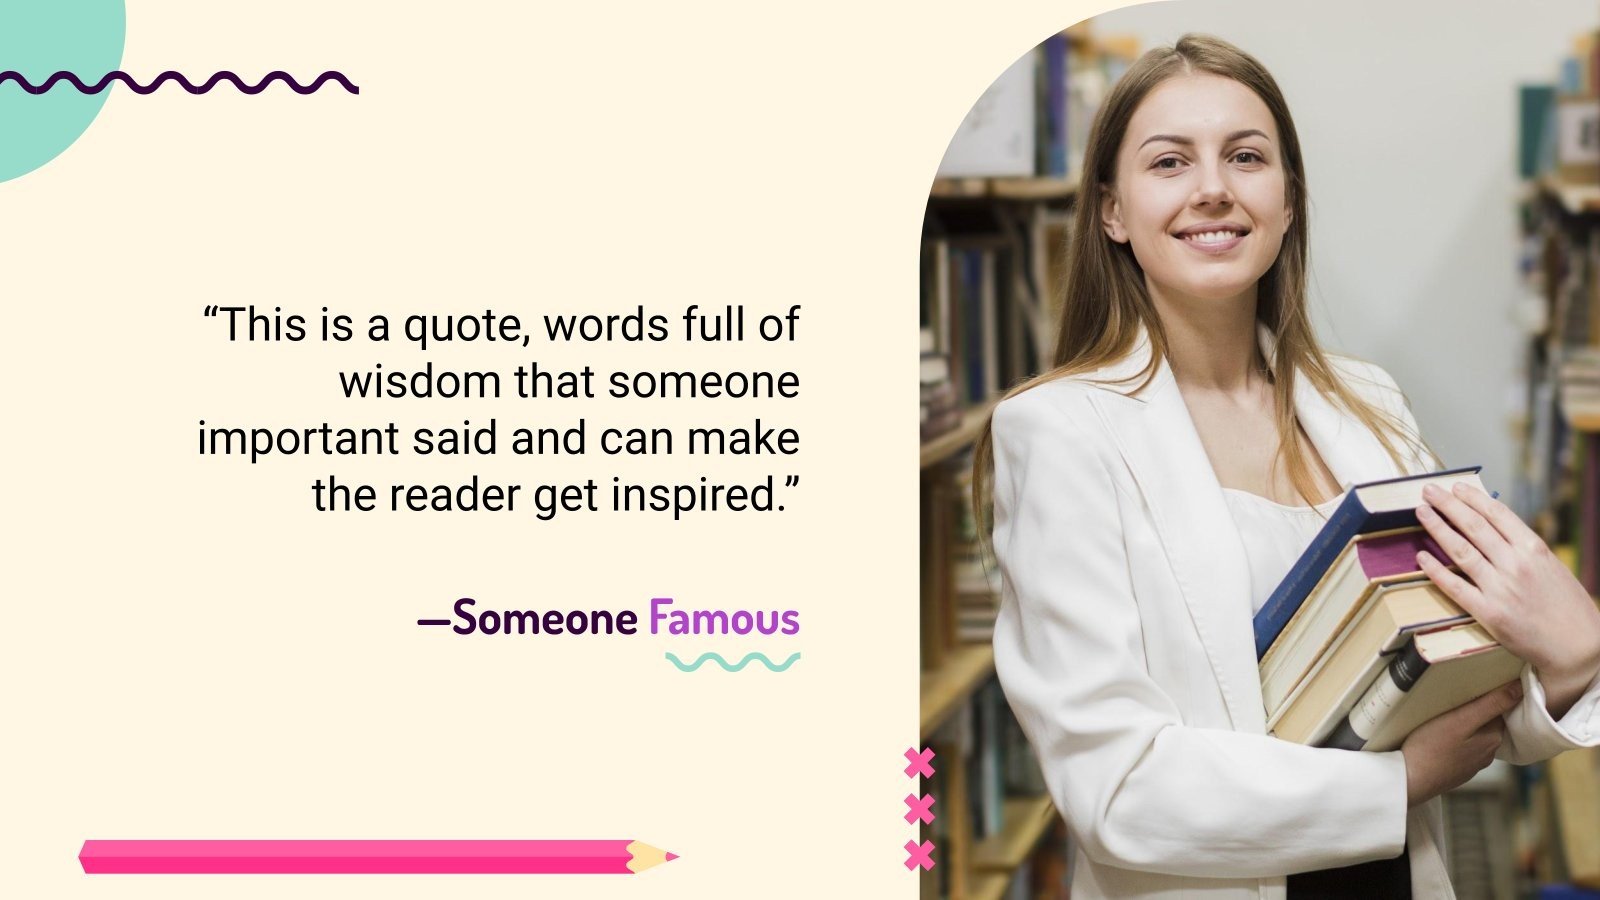 “This is a quote, words full of
wisdom that someone
important said and can make
the reader get inspired.”
—Someone Famous